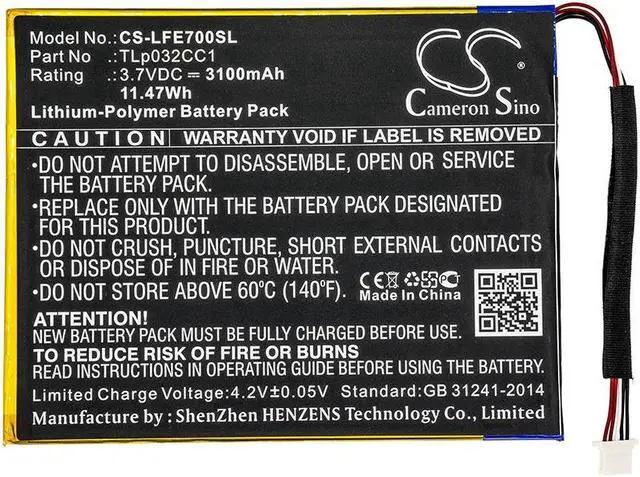 Model No.: CS-LFE700SL
Part No : TLp032CC1
Rating : 3.7VDC = 3100mAh
11.47Wh
Lithium-Polymer Battery Pack
CS
Cameron Sino
CAUTION WARRANTY VOID IF LABEL IS REMOVED
•DO NOT ATTEMPT TO DISASSEMBLE, OPEN OR SERVICE
THE BATTERY PACK.
•REPLACE ONLY WITH THE BATTERY PACK DESIGNATED
FOR THIS PRODUCT.
•DO NOT CRUSH, PUNCTURE, SHORT EXTERNAL CONTACTS
OR DISPOSE OF IN FIRE OR WATER.
•DO NOT STORE ABOVE 60°C (140°F).
CE
Made In China
ATTENTION!
NEW BATTERY PACK MUST BE FULLY CHARGED BEFORE USE
TO REDUCE RISK OF FIRE OR BURNS
READ INSTRUCTIONS IN OPERATING MANUAL BEFORE USE.
Limited Charge Voltage:4.2V±0.05V Standard:GB 31241-2014
Manufacture by : ShenZhen HENZENS Technology Co., Limited